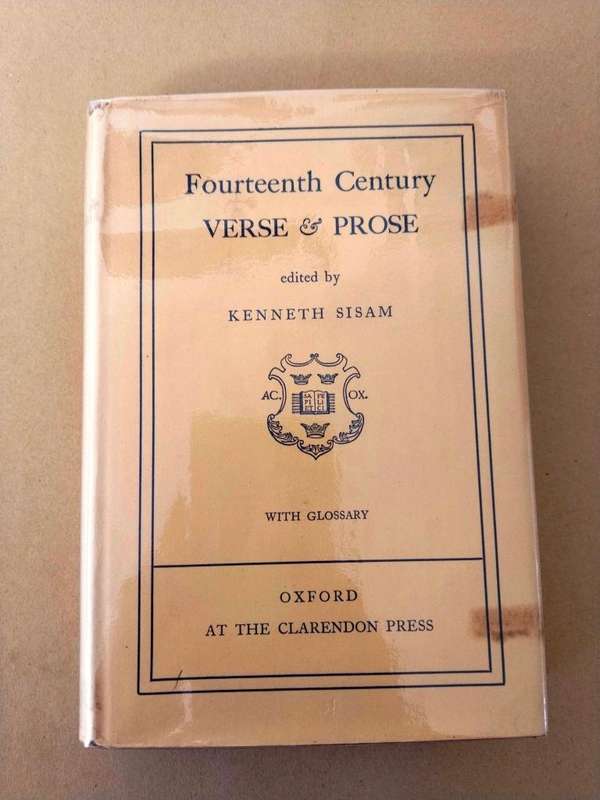 Fourteenth Century
VERSE & PROSE
edited by
KENNETH SISAM
AC. OX.
WITH GLOSSARY
OXFORD
AT THE CLARENDON PRESS